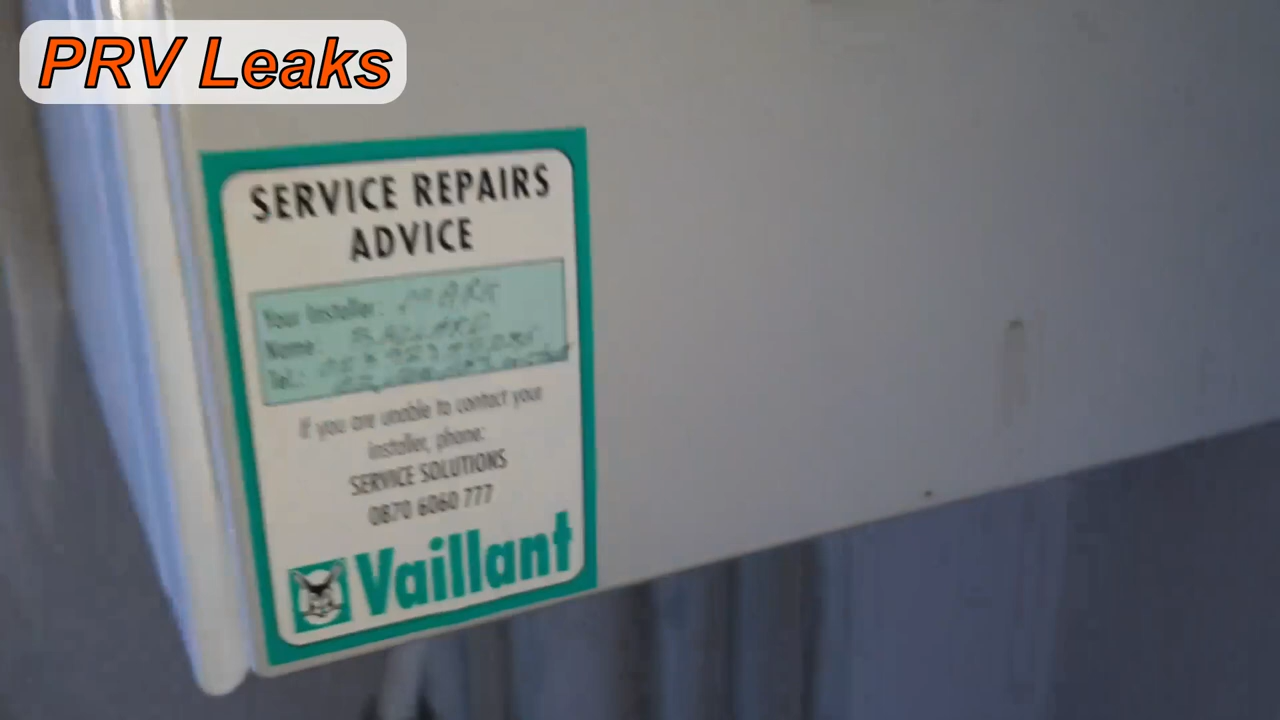 PRV Leaks
SERVICE REPAIRS
ADVICE
Your Installer: MARK
Name
Tel.:
If you are unable to contact your
installer, phone:
SERVICE SOLUTIONS
0870 6060 777
Vaillant